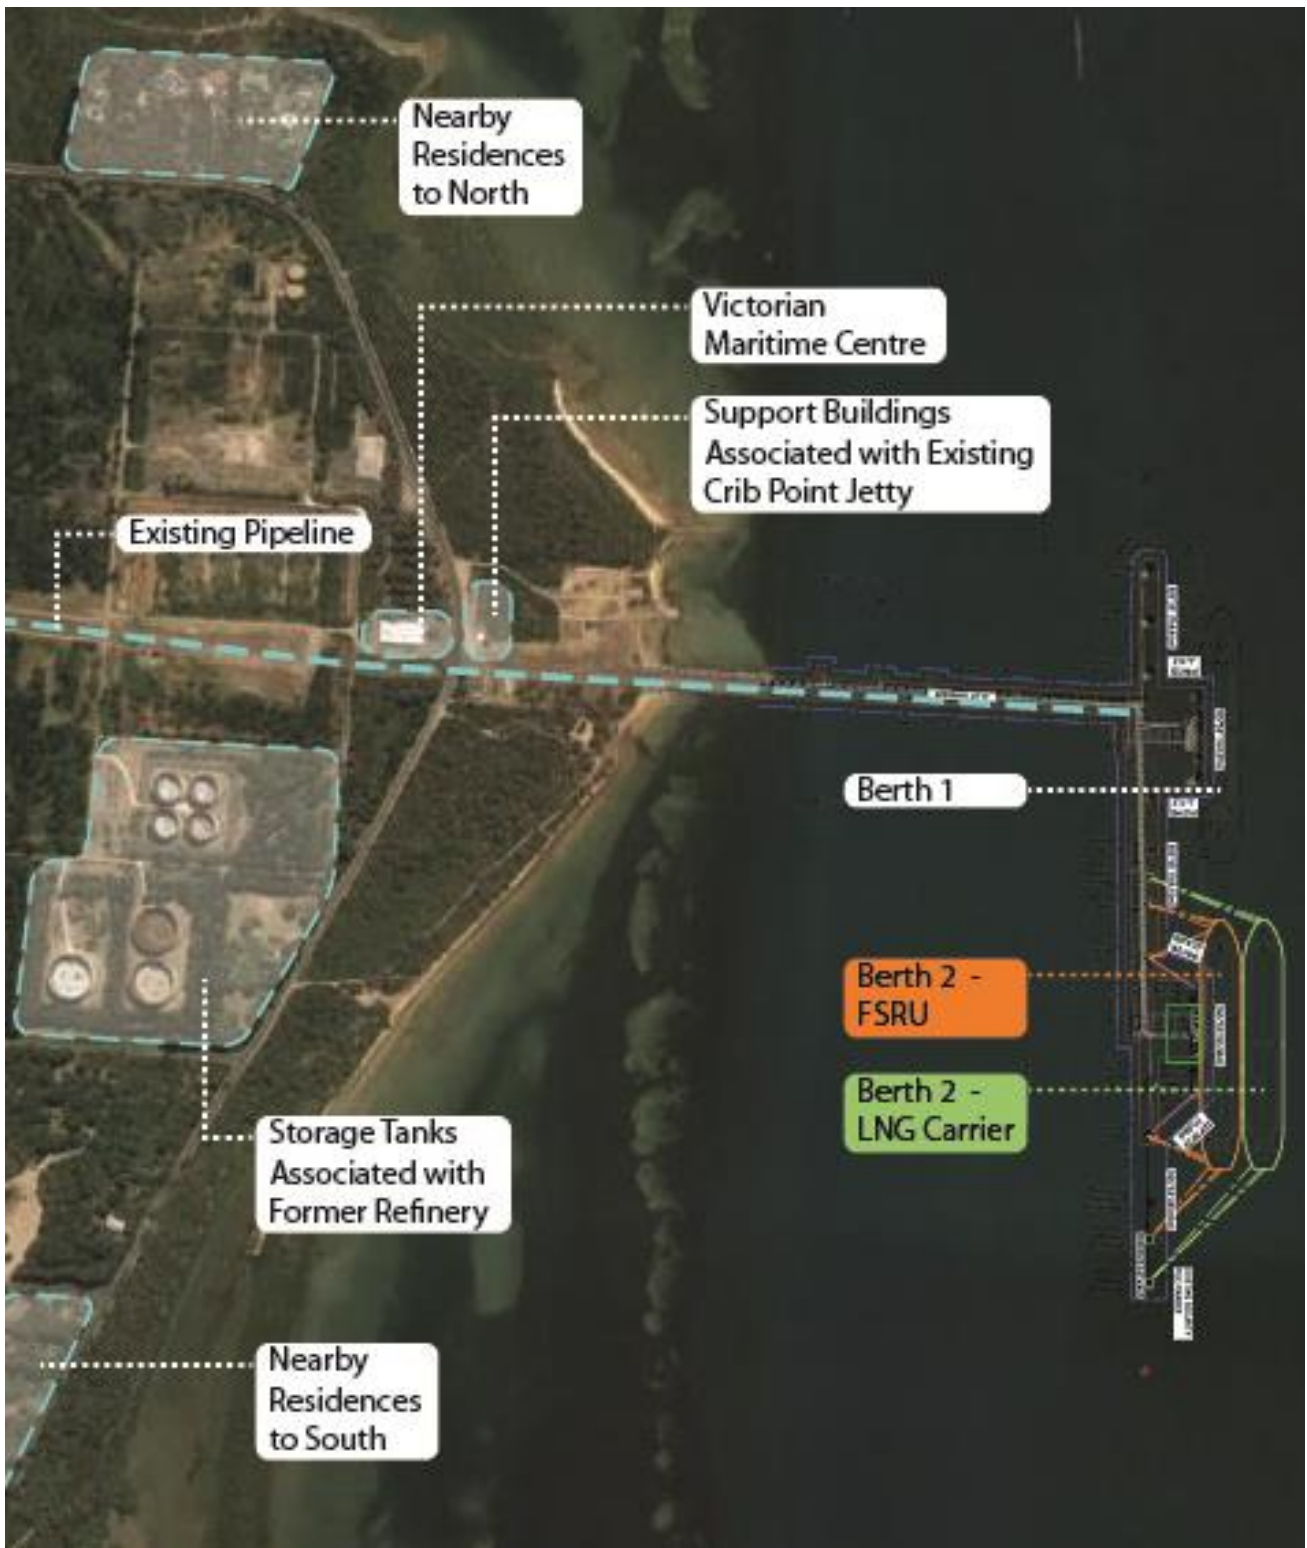 Nearby
Residences
to North
Victorian
Maritime Centre
Support Buildings
Associated with Existing
Crib Point Jetty
Existing Pipeline
Berth 1
Berth 2 -
FSRU
Berth 2 -
LNG Carrier
Storage Tanks
Associated with
Former Refinery
Nearby
Residences
to South